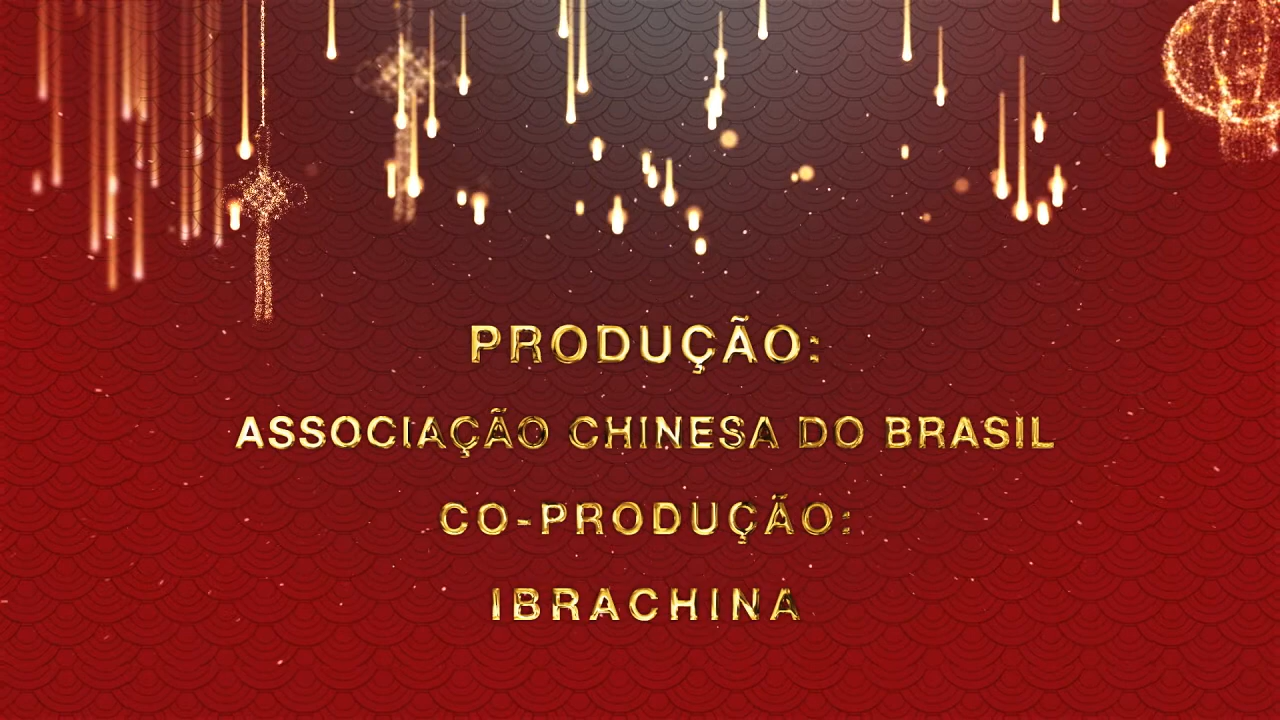 PRODUÇÃO:
ASSOCIAÇÃO CHINESA DO BRASIL
CO-PRODUÇÃO:
IBRACHINA